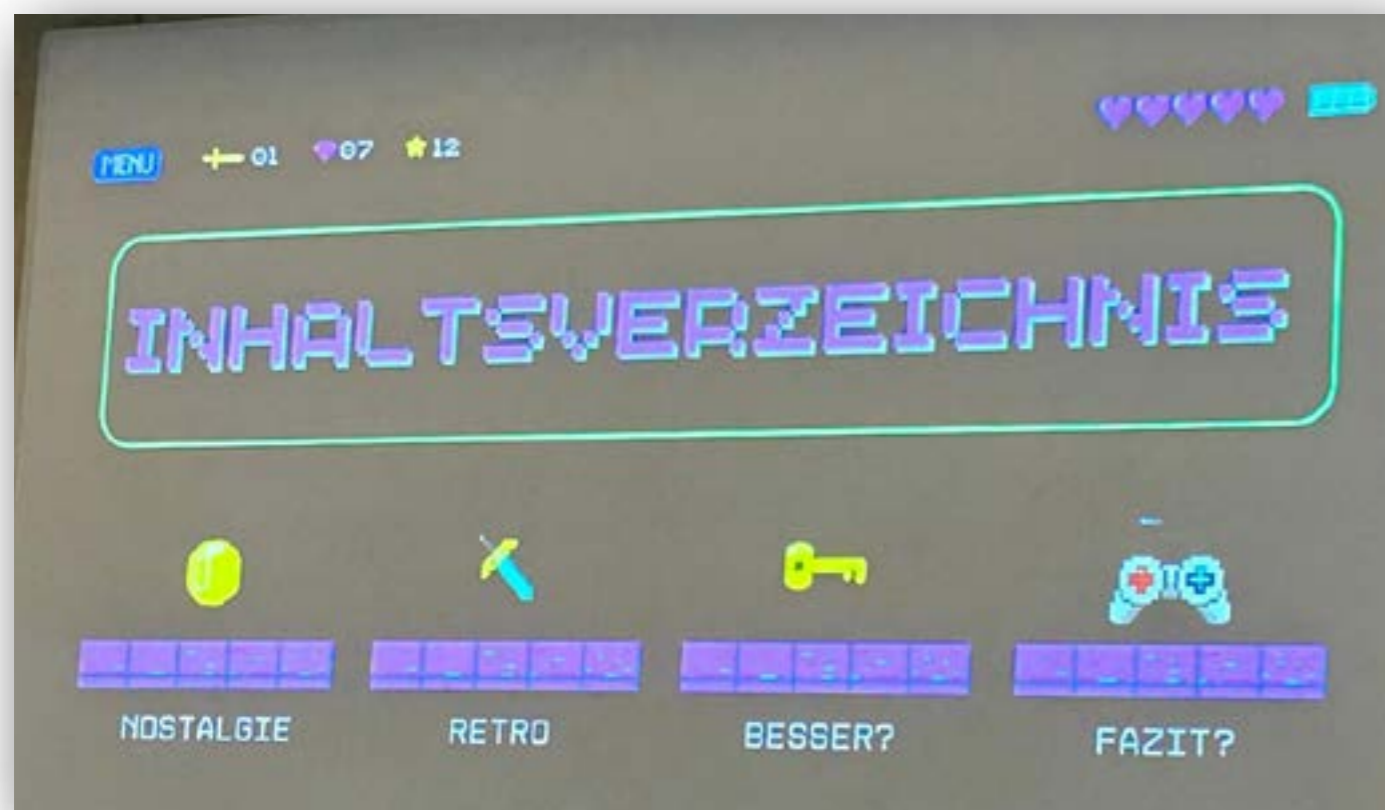 MENU 01 07 12
INHALTSVERZEICHNIS
NOSTALGIE RETRO BESSER? FAZIT?